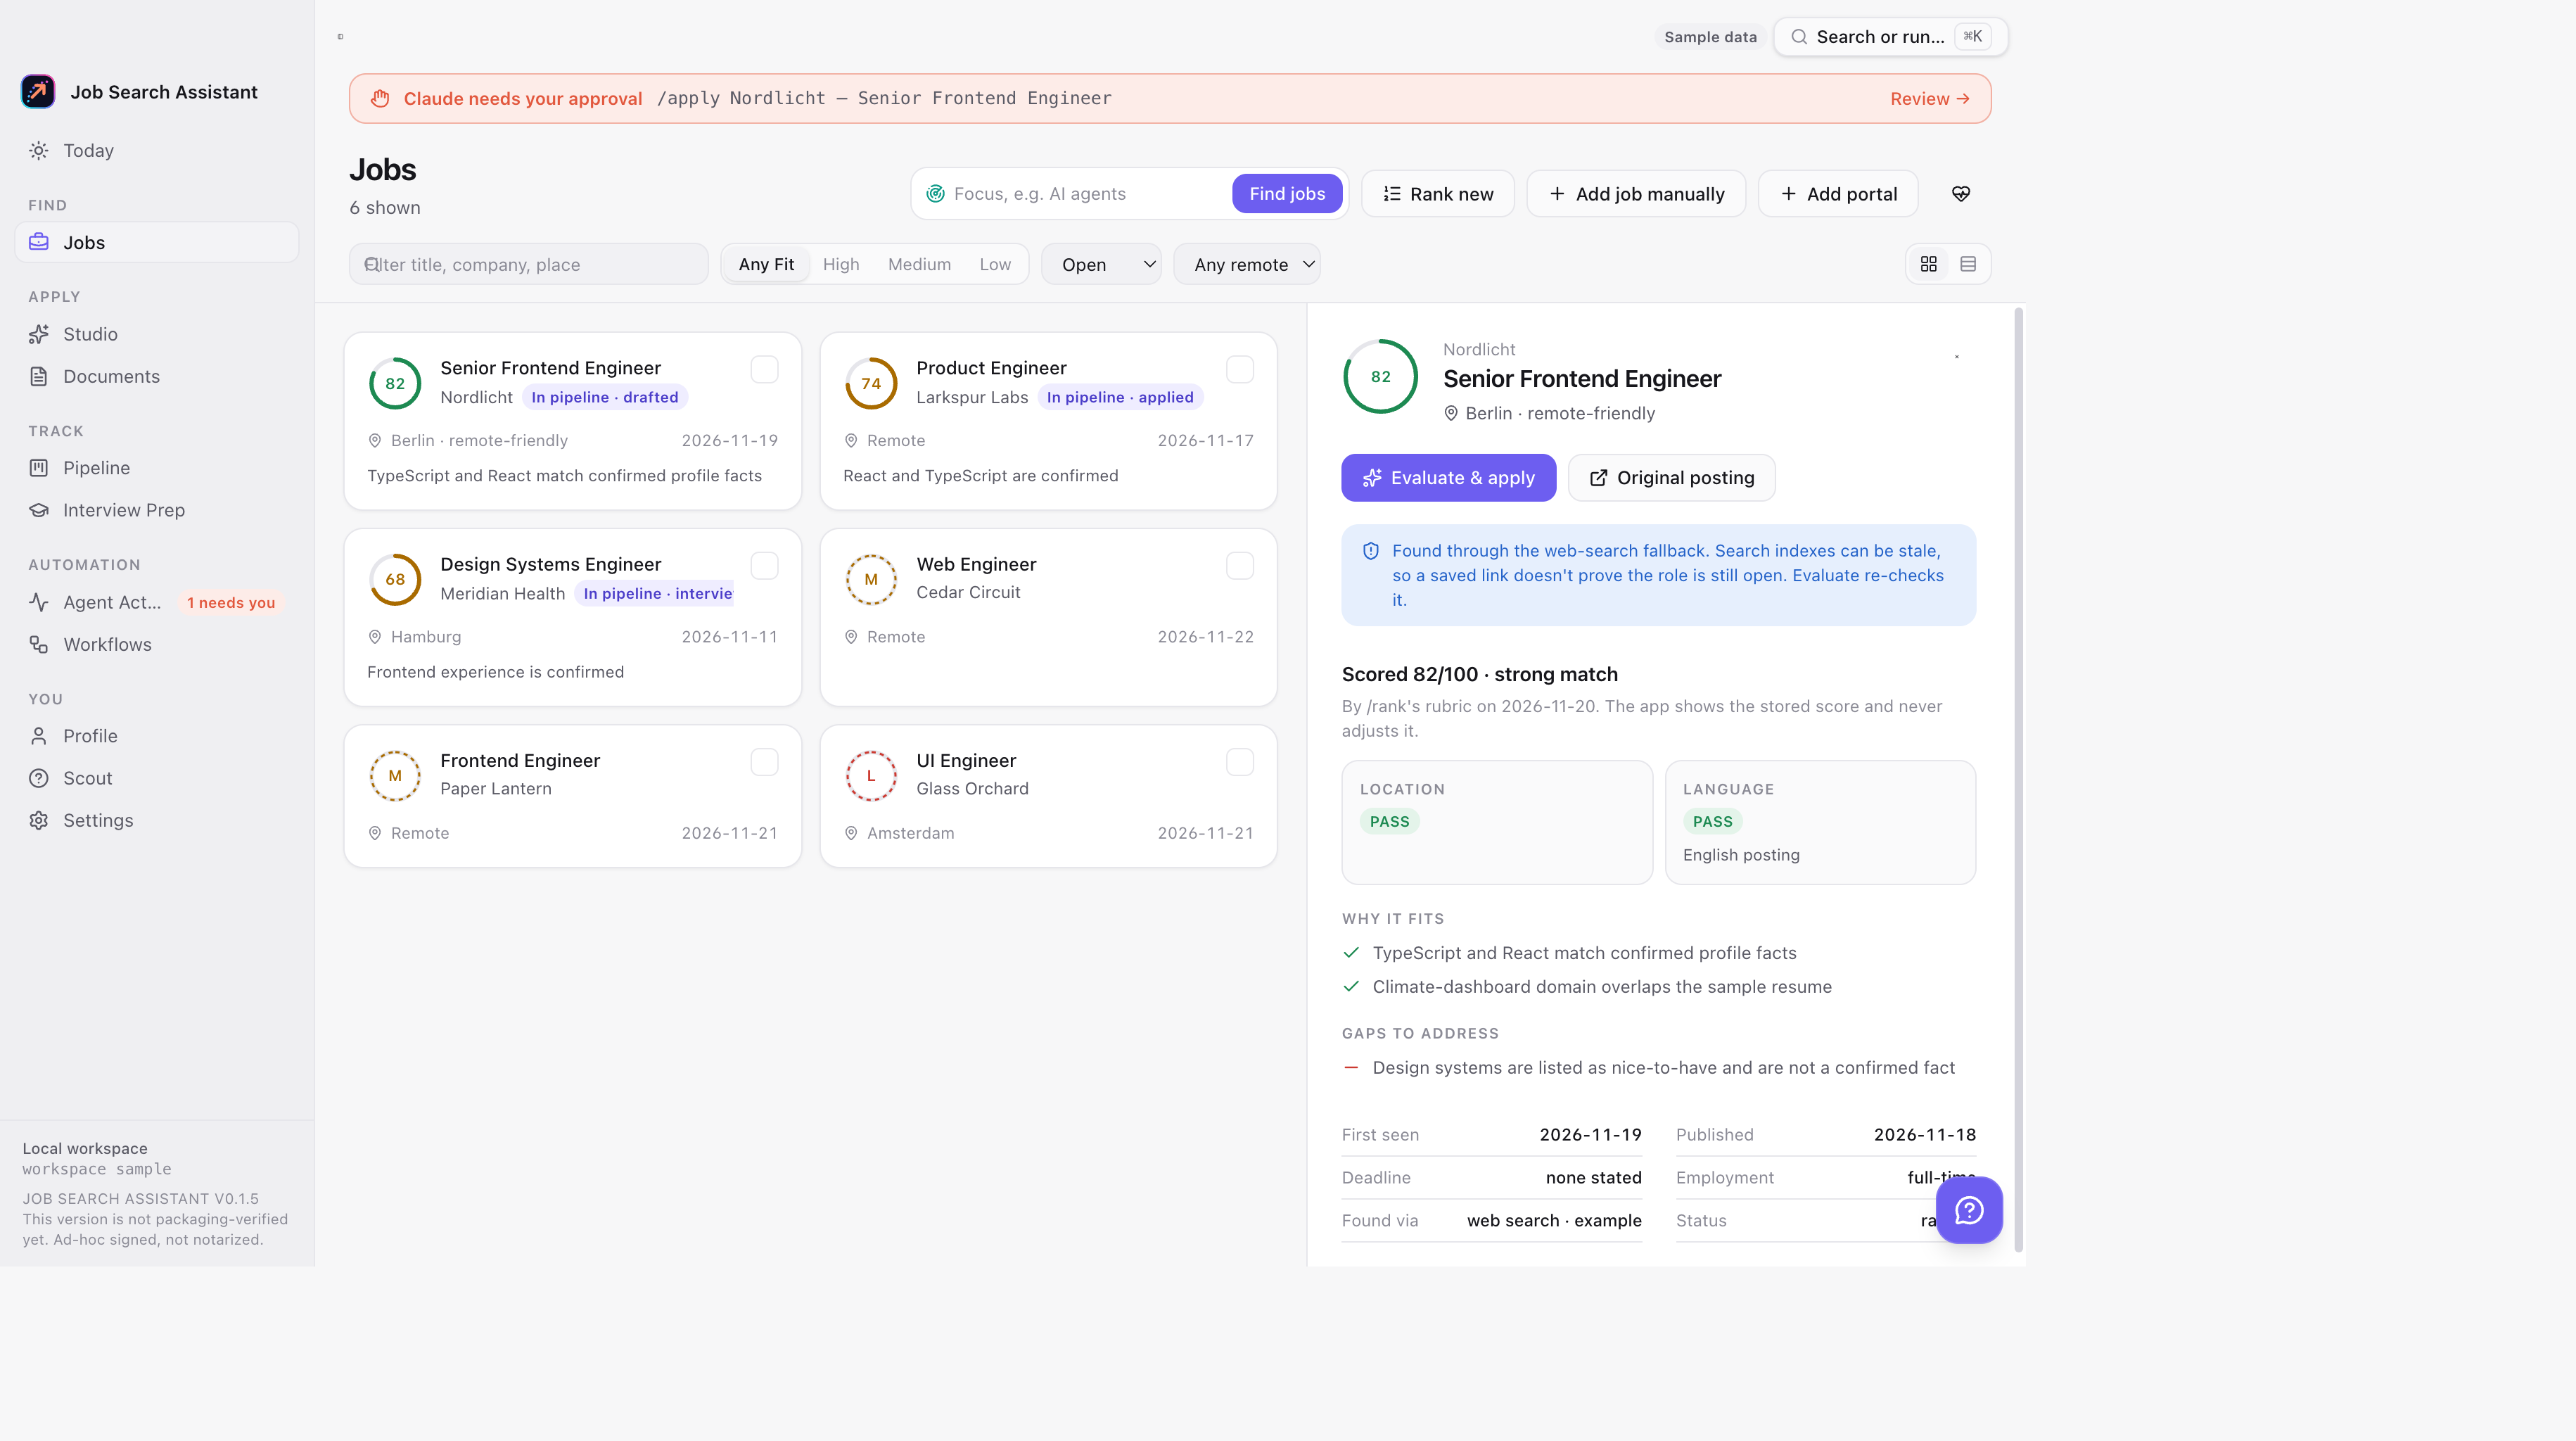 Sample data
Search or run...
⌘K
Job Search Assistant
Claude needs your approval /apply Nordlicht — Senior Frontend Engineer
Review →
Today
FIND
Jobs
APPLY
Studio
Documents
TRACK
Pipeline
Interview Prep
AUTOMATION
Agent Act... 1 needs you
Workflows
YOU
Profile
Scout
Settings
Local workspace
workspace sample
JOB SEARCH ASSISTANT V0.1.5
This version is not packaging-verified
yet. Ad-hoc signed, not notarized.
Jobs
6 shown
Focus, e.g. AI agents
Find jobs
Rank new
Add job manually
Add portal
Filter title, company, place
Any Fit High Medium Low
Open
Any remote
82
Senior Frontend Engineer
Nordlicht In pipeline · drafted
Berlin · remote-friendly 2026-11-19
TypeScript and React match confirmed profile facts
74
Product Engineer
Larkspur Labs In pipeline · applied
Remote 2026-11-17
React and TypeScript are confirmed
68
Design Systems Engineer
Meridian Health In pipeline · intervie
Hamburg 2026-11-11
Frontend experience is confirmed
M
Web Engineer
Cedar Circuit
Remote 2026-11-22
M
Frontend Engineer
Paper Lantern
Remote 2026-11-21
L
UI Engineer
Glass Orchard
Amsterdam 2026-11-21
82
Nordlicht
Senior Frontend Engineer
Berlin · remote-friendly
Evaluate & apply
Original posting
Found through the web-search fallback. Search indexes can be stale,
so a saved link doesn't prove the role is still open. Evaluate re-checks
it.
Scored 82/100 · strong match
By /rank's rubric on 2026-11-20. The app shows the stored score and never
adjusts it.
LOCATION
PASS
LANGUAGE
PASS
English posting
WHY IT FITS
TypeScript and React match confirmed profile facts
Climate-dashboard domain overlaps the sample resume
GAPS TO ADDRESS
Design systems are listed as nice-to-have and are not a confirmed fact
First seen 2026-11-19
Published 2026-11-18
Deadline none stated
Employment full-time
Found via web search · example
Status